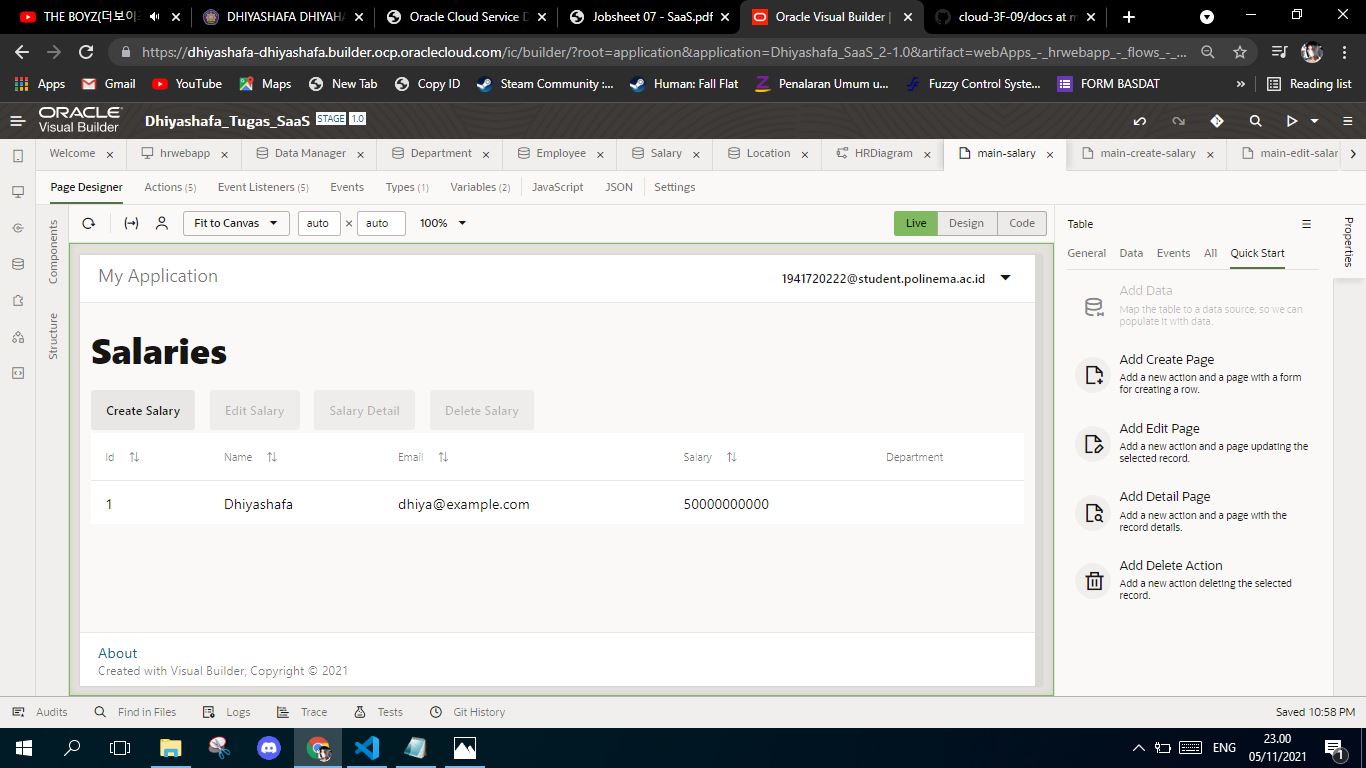 THE BOYZ(더보이
DHIYASHAFA DHIYAH
Oracle Cloud Service D
Jobsheet 07 - SaaS.pdf
Oracle Visual Builder |
cloud-3F-09/docs at m
https://dhiyashafa-dhiyashafa.builder.ocp.oraclecloud.com/ic/builder/?root=application&application=Dhiyashafa_SaaS_2-1.0&artifact=webApps_-_hrwebapp_-_flows_-_...
Apps
Gmail
YouTube
Maps
New Tab
Copy ID
Steam Community :...
Human: Fall Flat
Penalaran Umum u...
Fuzzy Control Syste...
FORM BASDAT
»
Reading list
ORACLE
Visual Builder
Dhiyashafa_Tugas_SaaS STAGE 1.0
Welcome
hrwebapp
Data Manager
Department
Employee
Salary
Location
HRDiagram
main-salary
main-create-salary
main-edit-salar
Page Designer
Actions (5)
Event Listeners (5)
Events
Types (1)
Variables (2)
JavaScript
JSON
Settings
Components
Structure
Fit to Canvas
auto × auto
100%
Live
Design
Code
My Application
1941720222@student.polinema.ac.id
Salaries
Create Salary
Edit Salary
Salary Detail
Delete Salary
Id
Name
Email
Salary
Department
1
Dhiyashafa
dhiya@example.com
50000000000
About
Created with Visual Builder, Copyright © 2021
Table
Properties
General
Data
Events
All
Quick Start
Add Data
Map the table to a data source, so we can
populate it with data.
Add Create Page
Add a new action and a page with a form
for creating a row.
Add Edit Page
Add a new action and a page updating the
selected record.
Add Detail Page
Add a new action and a page with the
record details.
Add Delete Action
Add a new action deleting the selected
record.
Audits
Find in Files
Logs
Trace
Tests
Git History
Saved 10:58 PM
ENG
23.00
05/11/2021
1